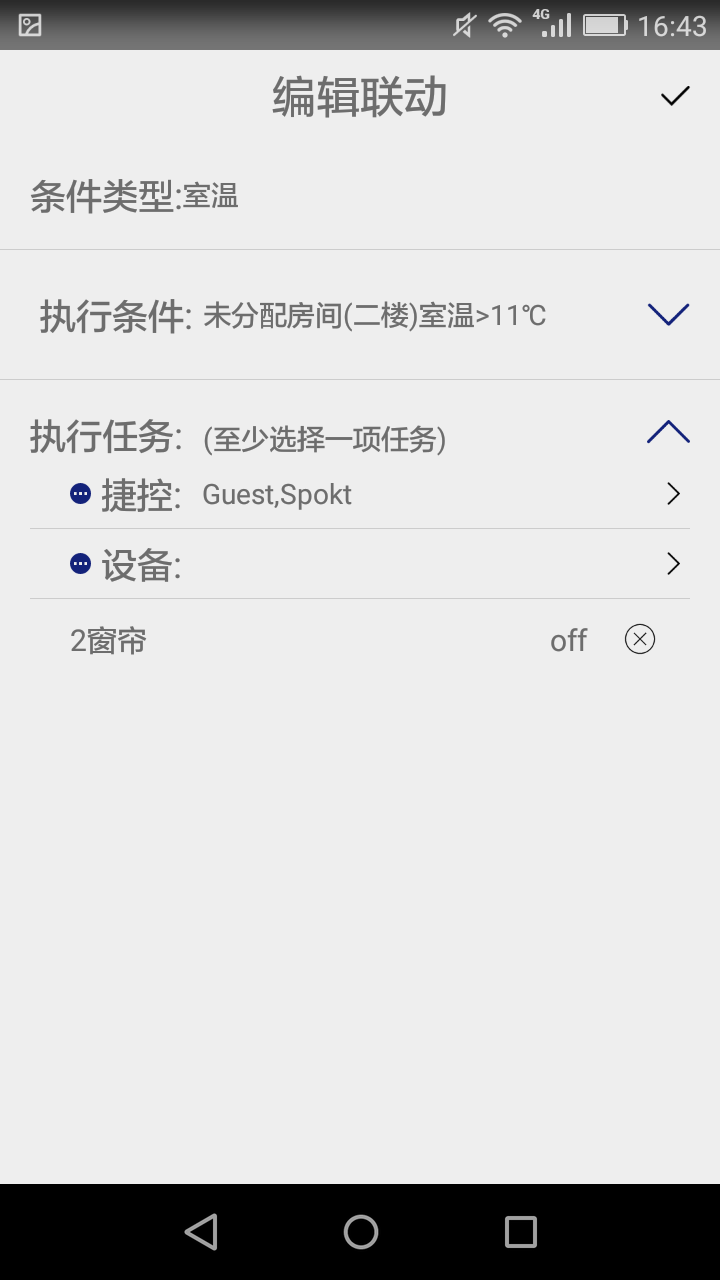 4G 16:43
编辑联动
条件类型:室温
执行条件: 未分配房间(二楼)室温>11℃
执行任务: (至少选择一项任务)
捷控: Guest,Spokt
设备:
2窗帘 off